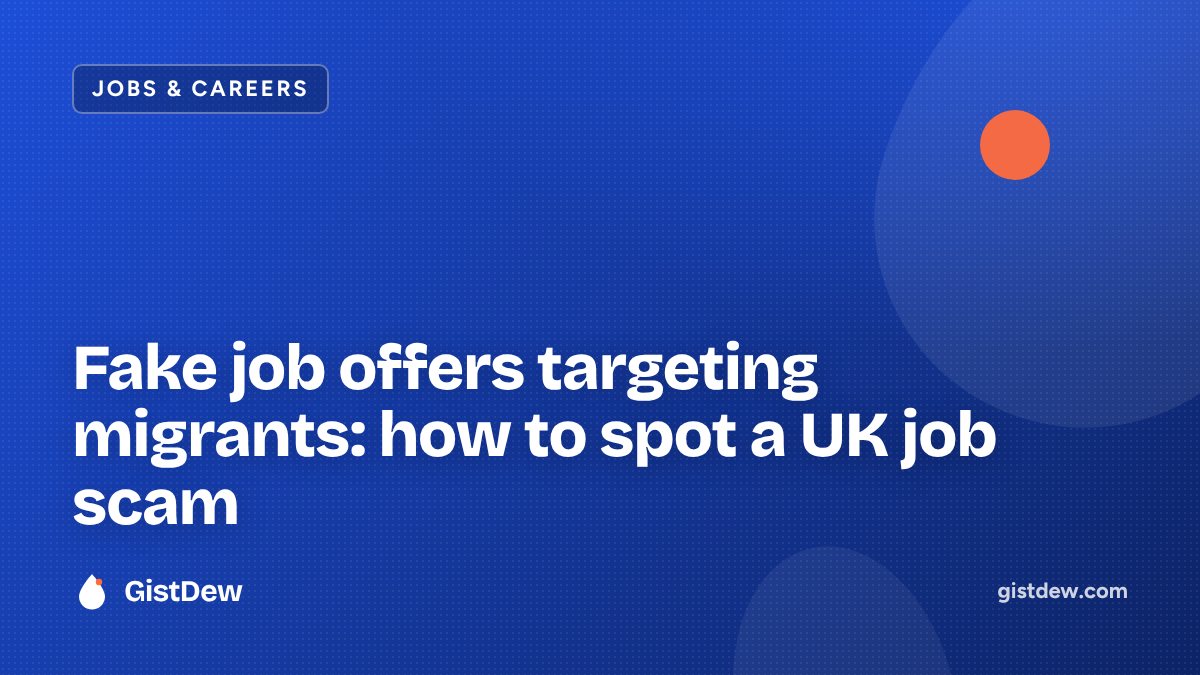 JOBS & CAREERS
Fake job offers targeting
migrants: how to spot a UK job
scam
GistDew
gistdew.com